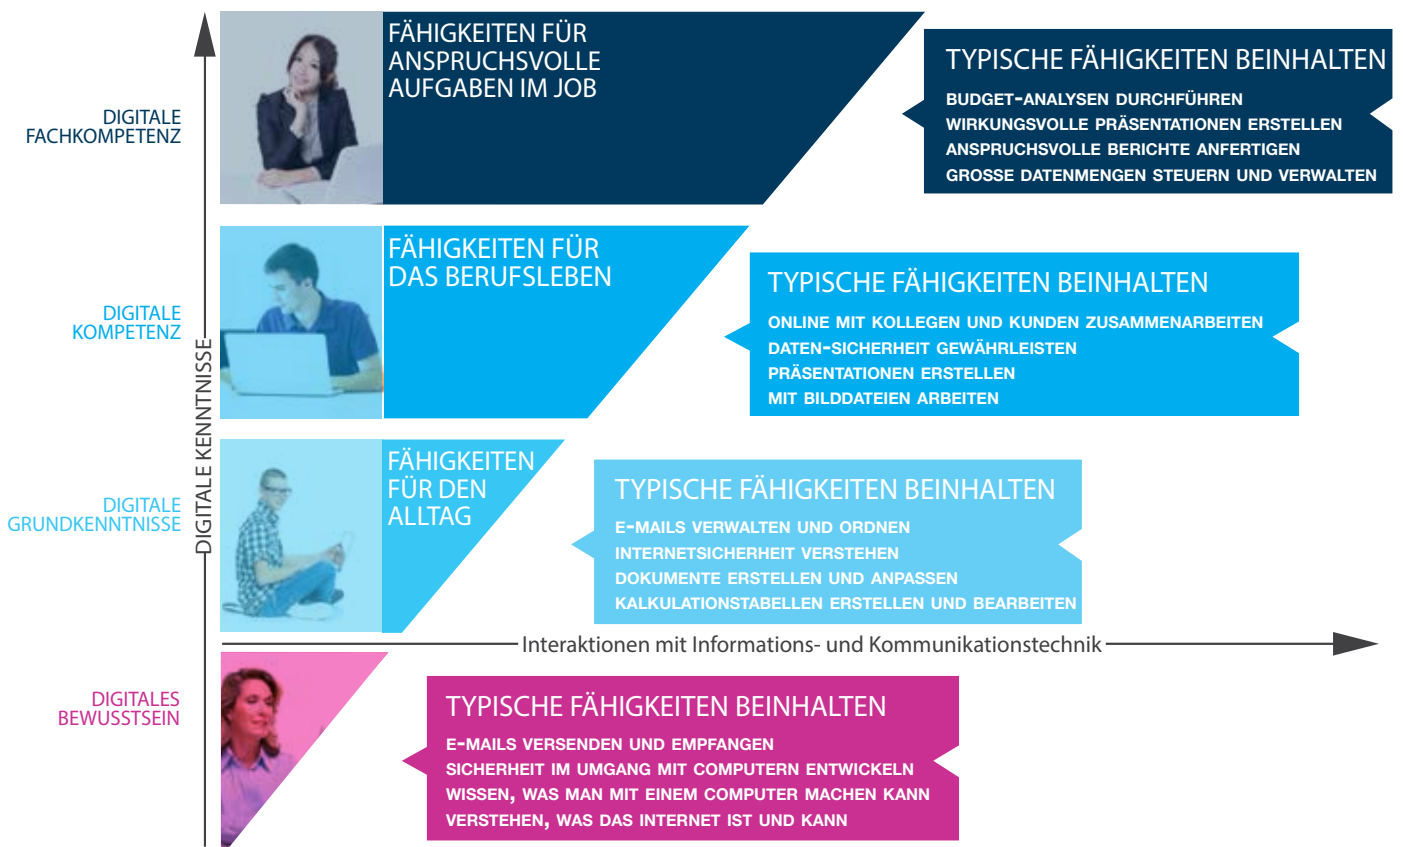 DIGITALE
FACHKOMPETENZ
FÄHIGKEITEN FÜR
ANSPRUCHSVOLLE
AUFGABEN IM JOB
TYPISCHE FÄHIGKEITEN BEINHALTEN
BUDGET-ANALYSEN DURCHFÜHREN
WIRKUNGSVOLLE PRÄSENTATIONEN ERSTELLEN
ANSPRUCHSVOLLE BERICHTE ANFERTIGEN
GROSSE DATENMENGEN STEUERN UND VERWALTEN
DIGITALE
KOMPETENZ
FÄHIGKEITEN FÜR
DAS BERUFSLEBEN
TYPISCHE FÄHIGKEITEN BEINHALTEN
ONLINE MIT KOLLEGEN UND KUNDEN ZUSAMMENARBEITEN
DATEN-SICHERHEIT GEWÄHRLEISTEN
PRÄSENTATIONEN ERSTELLEN
MIT BILDDATEIEN ARBEITEN
DIGITALE KENNTNISSE
DIGITALE
GRUNDKENNTNISSE
FÄHIGKEITEN
FÜR DEN
ALLTAG
TYPISCHE FÄHIGKEITEN BEINHALTEN
E-MAILS VERWALTEN UND ORDNEN
INTERNETSICHERHEIT VERSTEHEN
DOKUMENTE ERSTELLEN UND ANPASSEN
KALKULATIONSTABELLEN ERSTELLEN UND BEARBEITEN
Interaktionen mit Informations- und Kommunikationstechnik
DIGITALES
BEWUSSTSEIN
TYPISCHE FÄHIGKEITEN BEINHALTEN
E-MAILS VERSENDEN UND EMPFANGEN
SICHERHEIT IM UMGANG MIT COMPUTERN ENTWICKELN
WISSEN, WAS MAN MIT EINEM COMPUTER MACHEN KANN
VERSTEHEN, WAS DAS INTERNET IST UND KANN